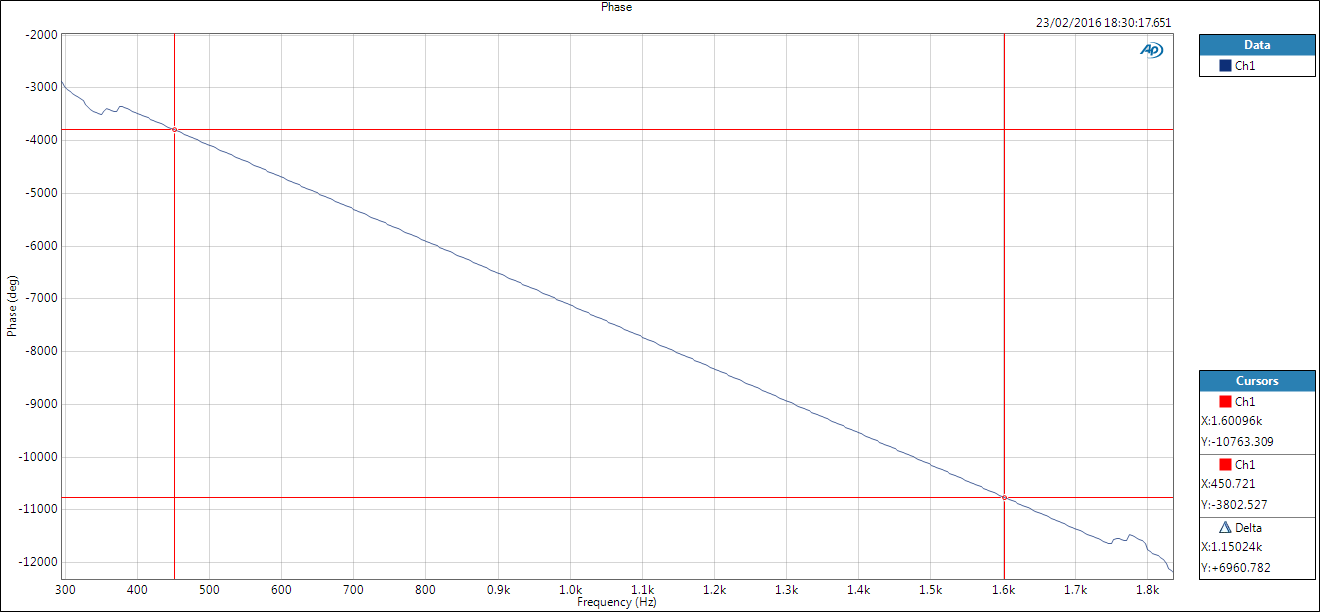 Phase
23/02/2016 18:30:17.651
AP
Data
Ch1
-2000
-3000
-4000
-5000
-6000
-7000
-8000
-9000
-10000
-11000
-12000
Phase (deg)
300 400 500 600 700 800 900 1.0k 1.1k 1.2k 1.3k 1.4k 1.5k 1.6k 1.7k 1.8k
Frequency (Hz)
Cursors
Ch1
X:1.60096k
Y:-10763.309
Ch1
X:450.721
Y:-3802.527
Delta
X:1.15024k
Y:+6960.782